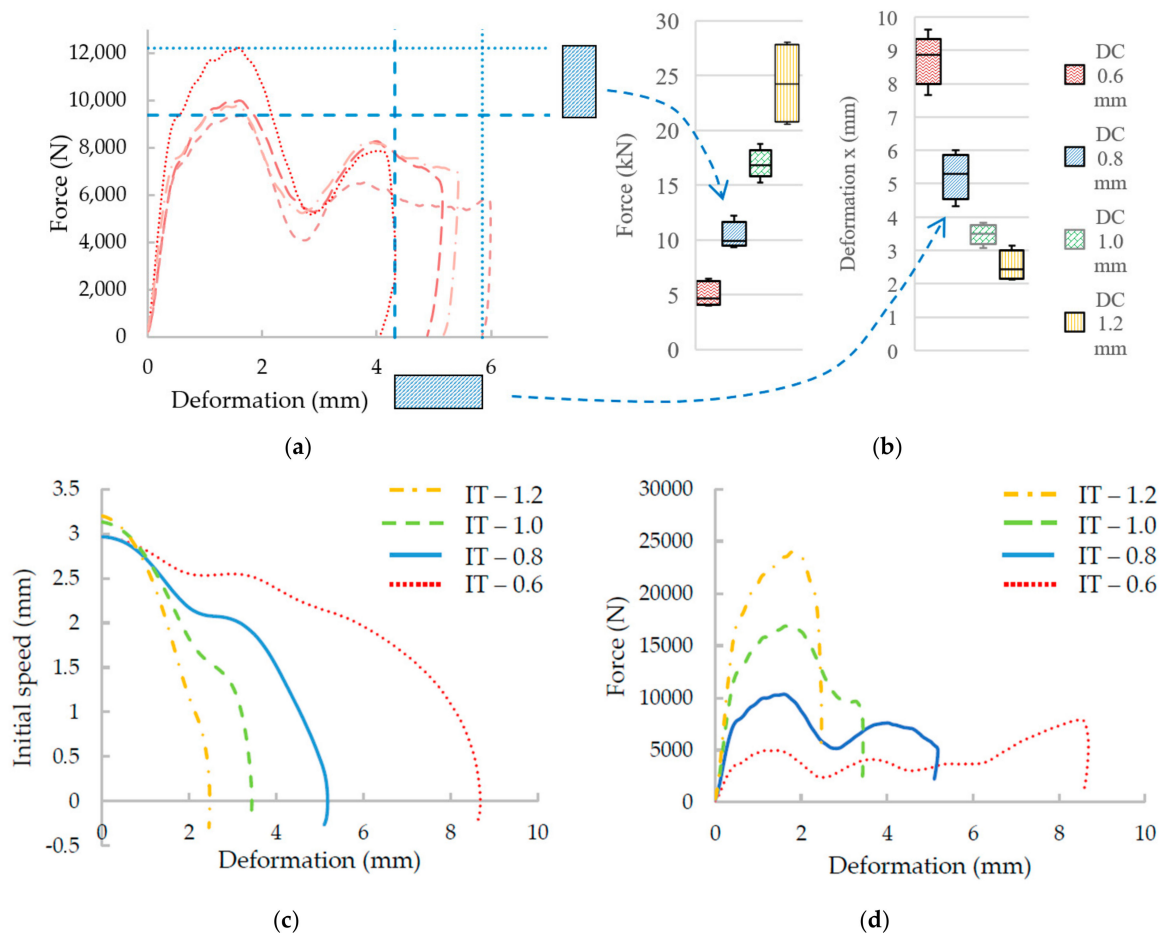 12,000
10,000
8,000
6,000
4,000
2,000
0
Force (N)
0
2
4
6
Deformation (mm)
(a)
30
25
20
15
10
5
0
Force (kN)
10
9
8
7
6
5
4
3
2
1
0
Deformation x (mm)
DC
0.6
mm
DC
0.8
mm
DC
1.0
mm
DC
1.2
mm
(b)
3.5
3
2.5
2
1.5
1
0.5
0
-0.5
Initial speed (mm)
IT – 1.2
IT – 1.0
IT – 0.8
IT – 0.6
0
2
4
6
8
10
Deformation (mm)
(c)
30000
25000
20000
15000
10000
5000
0
Force (N)
IT – 1.2
IT – 1.0
IT – 0.8
IT – 0.6
0
2
4
6
8
10
Deformation (mm)
(d)